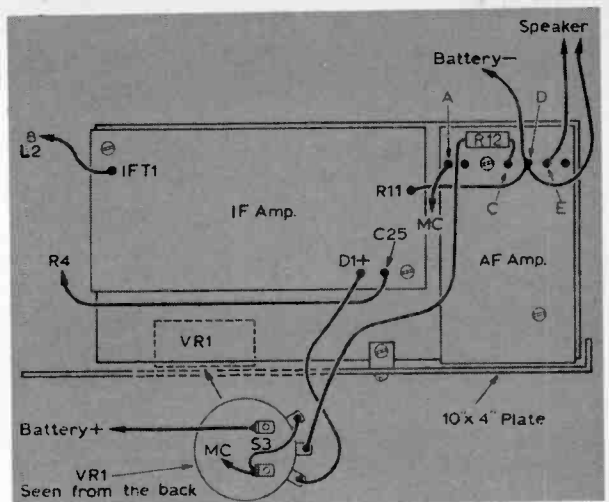 Speaker
Battery–
A
D
R12
8
L2
IFT1
R11
C
E
IF Amp.
MC
C25
R4
D1+
AF Amp.
VR1
Battery+
S3
MC
10"x 4" Plate
VR1
Seen from the back